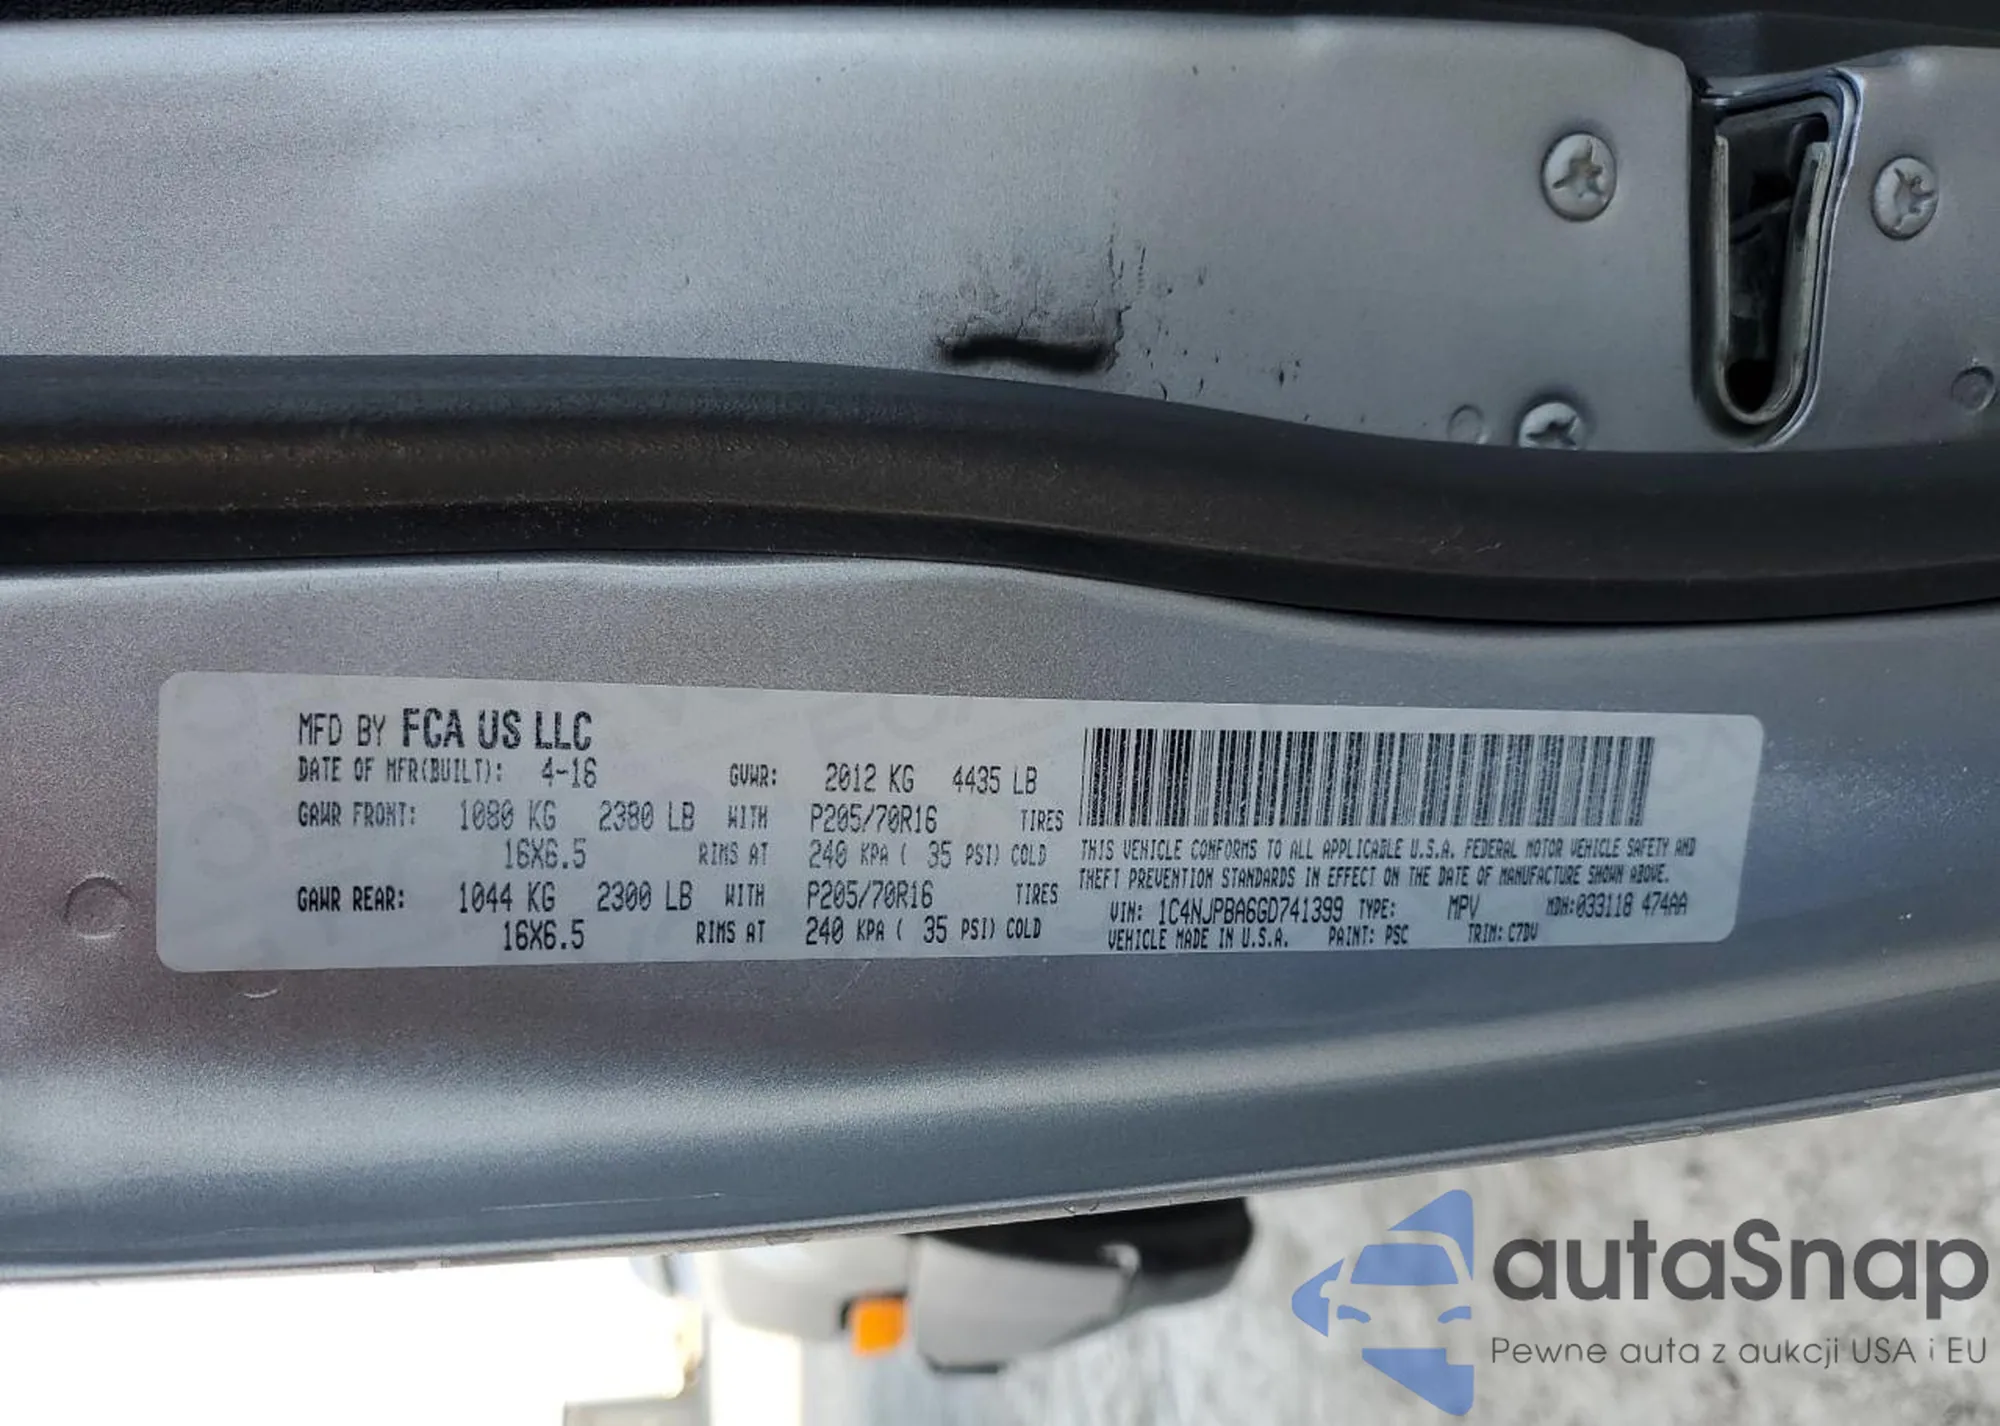 MFD BY FCA US LLC
DATE OF MFR(BUILT): 4-16 GVWR: 2012 KG 4435 LB
GAWR FRONT: 1080 KG 2380 LB WITH P205/70R16 TIRES
16X6.5 RIMS AT 240 KPA ( 35 PSI) COLD
GAWR REAR: 1044 KG 2300 LB WITH P205/70R16 TIRES
16X6.5 RIMS AT 240 KPA ( 35 PSI) COLD
THIS VEHICLE CONFORMS TO ALL APPLICABLE U.S.A. FEDERAL MOTOR VEHICLE SAFETY AND
THEFT PREVENTION STANDARDS IN EFFECT ON THE DATE OF MANUFACTURE SHOWN ABOVE.
VIN: 1C4NJPBA6GD741399 TYPE: MPV MDH:033118 474AA
VEHICLE MADE IN U.S.A. PAINT: PSC TRIM: C7DV
autoSnap
Pewne auta z aukcji USA i EU